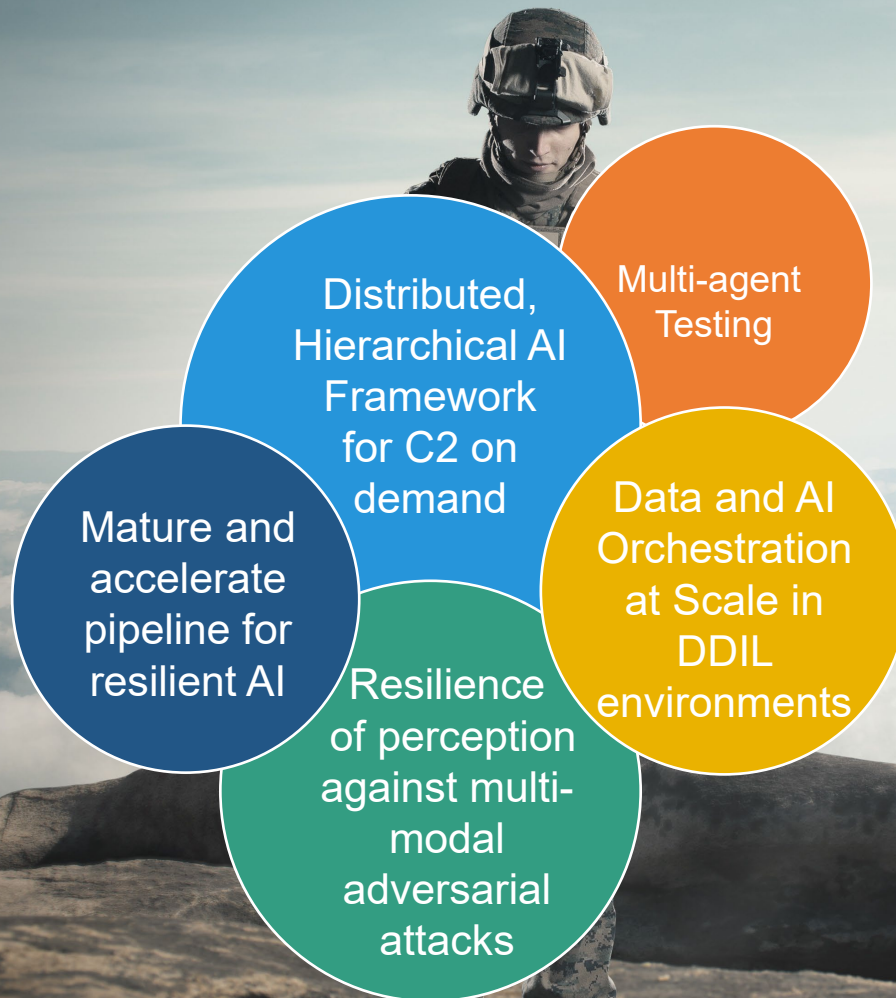 Multi-agent
Testing
Distributed,
Hierarchical AI
Framework
for C2 on
demand
Data and AI
Orchestration
at Scale in
DDIL
environments
Mature and
accelerate
pipeline for
resilient AI
Resilience
of perception
against multi-
modal
adversarial
attacks